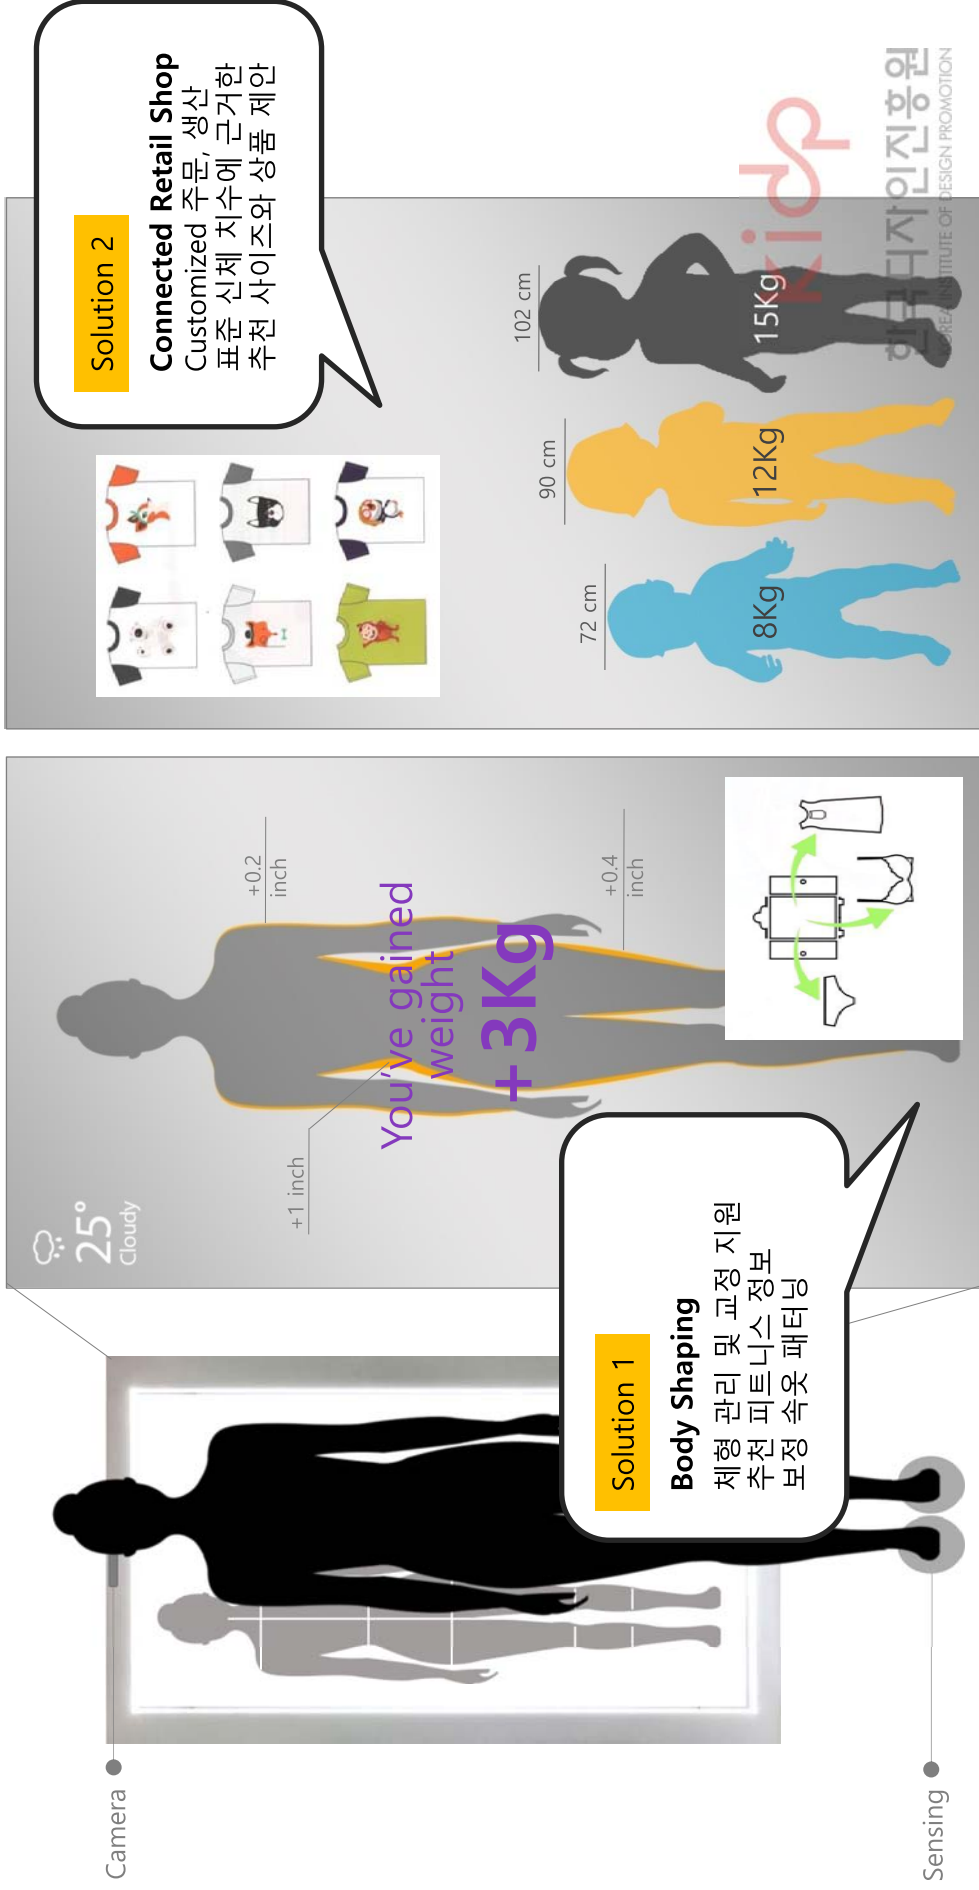 Camera
Sensing
25°
Cloudy
+1 inch
+0.2
inch
+0.4
inch
You've gained
weight
+3Kg
Solution 1
Body Shaping
체형 관리 및 교정 지원
추천 피트니스 정보
보정 속옷 패터닝
Solution 2
Connected Retail Shop
Customized 주문, 생산
표준 신체 치수에 근거한
추천 사이즈와 상품 제안
72 cm
90 cm
102 cm
8Kg
12Kg
15Kg
kidp
한국디자인진흥원
KOREA INSTITUTE OF DESIGN PROMOTION